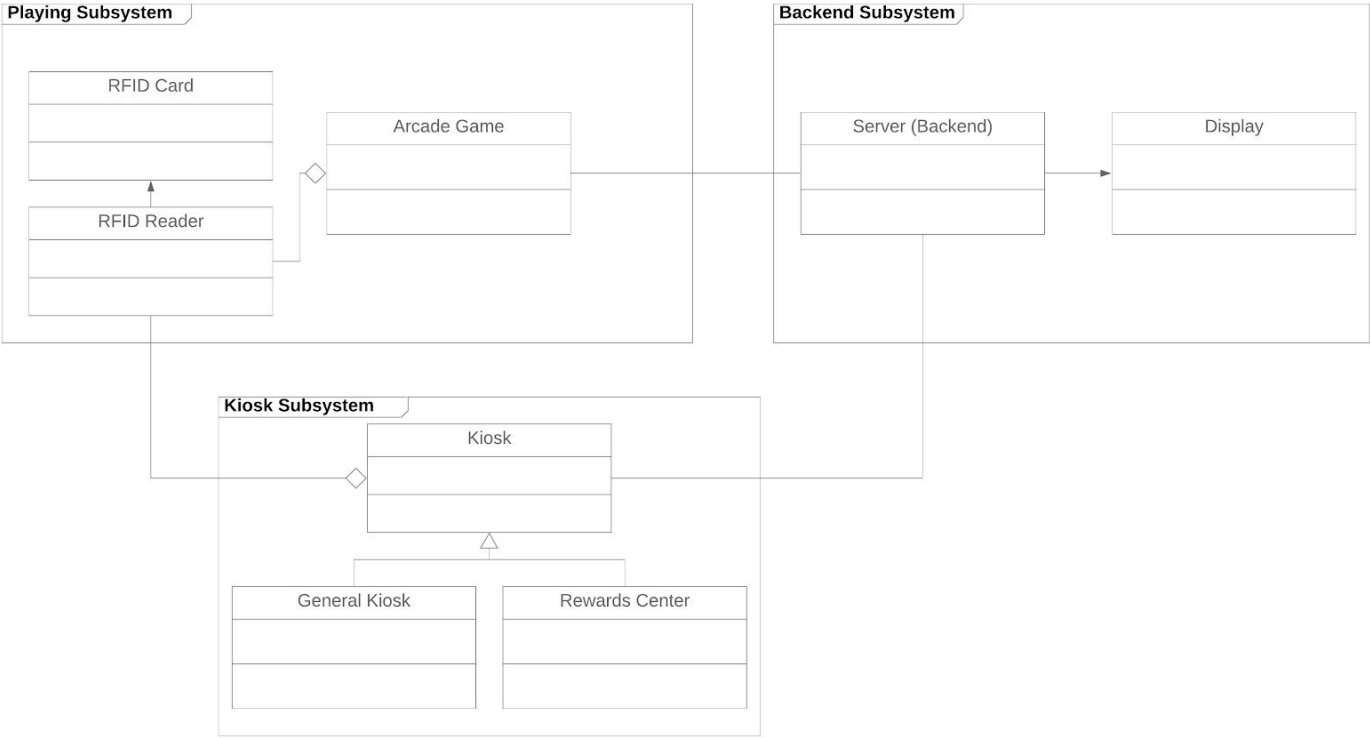 Playing Subsystem
Backend Subsystem
RFID Card
Arcade Game
Server (Backend)
Display
RFID Reader
Kiosk Subsystem
Kiosk
General Kiosk
Rewards Center